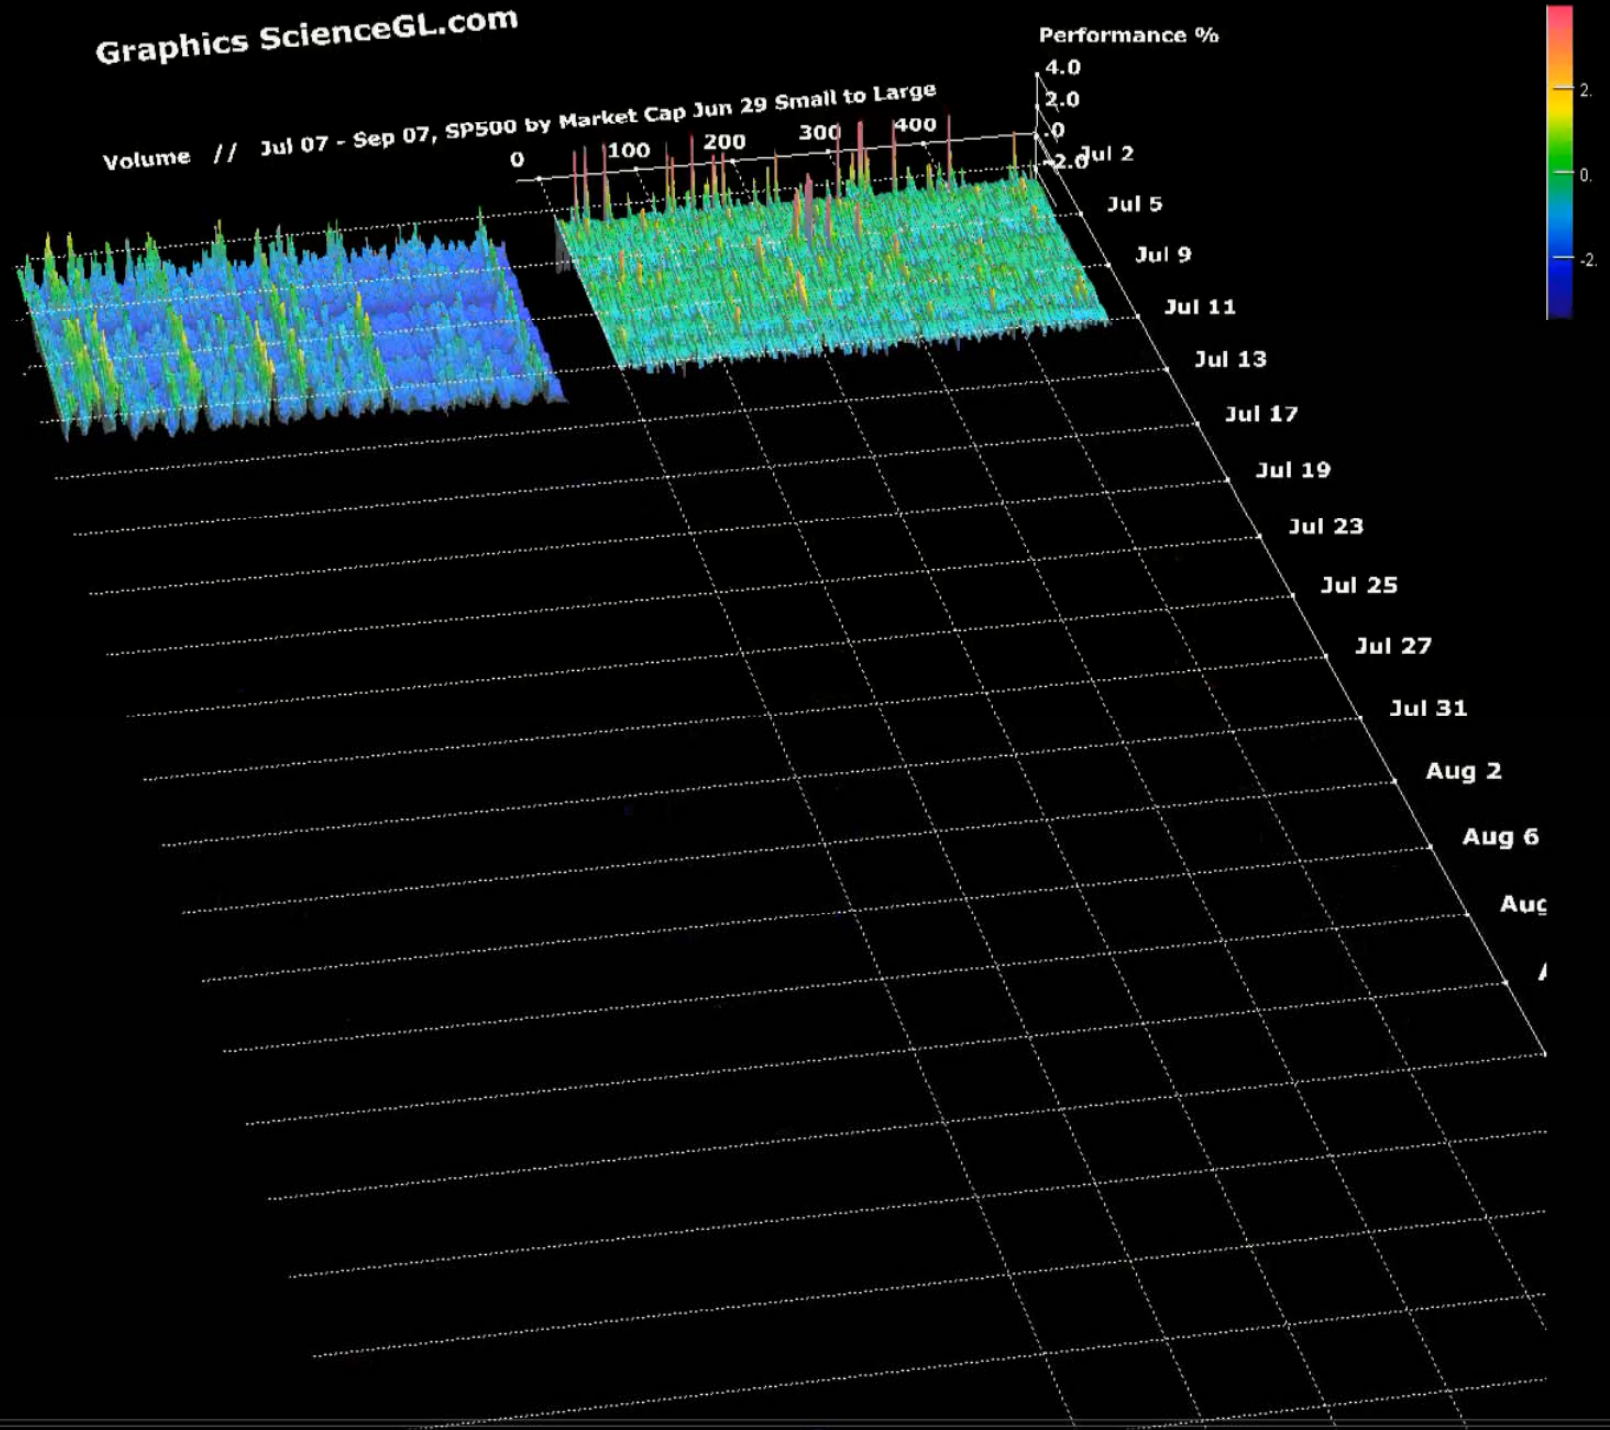 Graphics ScienceGL.com
Performance %
4.0
2.0
.0
-2.0
Volume // Jul 07 - Sep 07, SP500 by Market Cap Jun 29 Small to Large
0 100 200 300 400
Jul 2
Jul 5
Jul 9
Jul 11
Jul 13
Jul 17
Jul 19
Jul 23
Jul 25
Jul 27
Jul 31
Aug 2
Aug 6
Aug
2.
0.
-2.